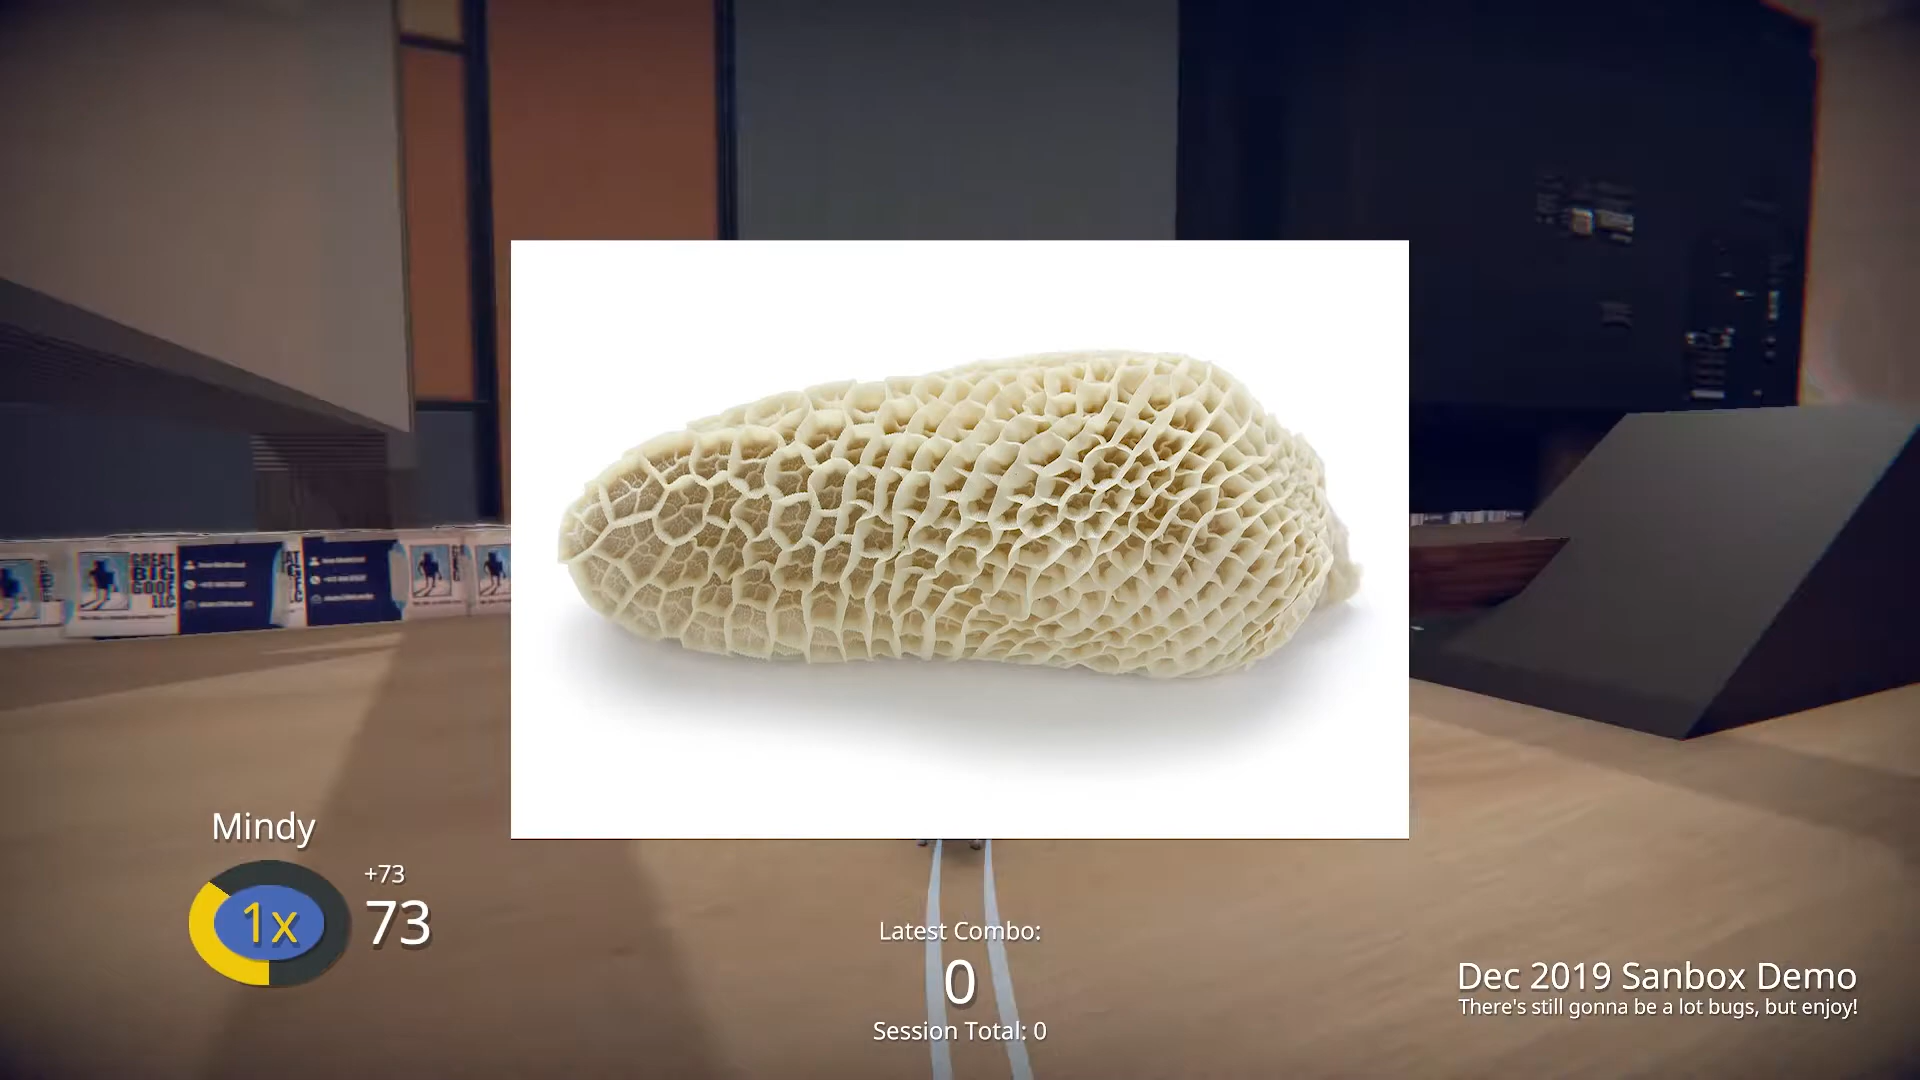 GREAT
BIG
GOOF
LLC
Mindy
+73
1x
73
Latest Combo:
0
Session Total: 0
Dec 2019 Sanbox Demo
There's still gonna be a lot bugs, but enjoy!